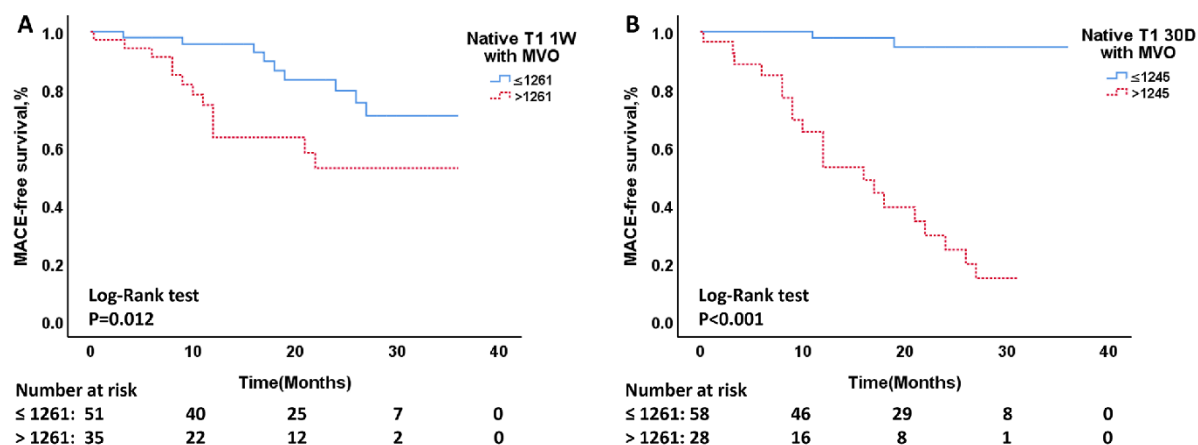 A
Native T1 1W
with MVO
≤1261
>1261
MACE-free survival,%
1.0
0.8
0.6
0.4
0.2
0.0
Log-Rank test
P=0.012
0 10 20 30 40
Time(Months)
Number at risk
≤ 1261: 51 40 25 7 0
> 1261: 35 22 12 2 0
B
Native T1 30D
with MVO
≤1245
>1245
MACE-free survival,%
1.0
0.8
0.6
0.4
0.2
0.0
Log-Rank test
P<0.001
0 10 20 30 40
Time(Months)
Number at risk
≤ 1261: 58 46 29 8 0
> 1261: 28 16 8 1 0